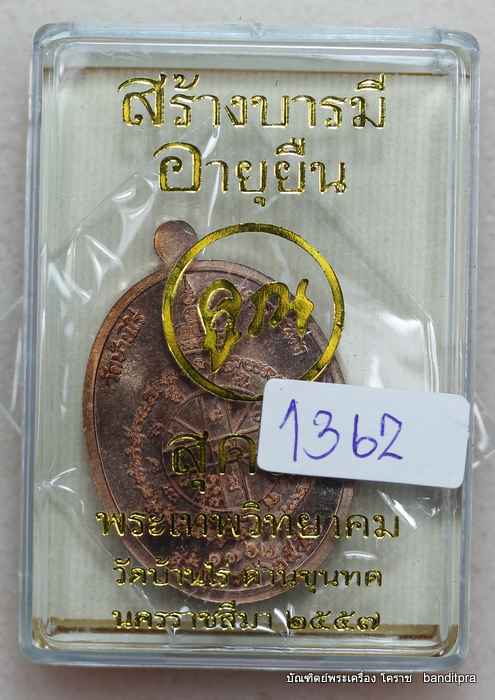 สร้างบารมี
อายุยืน
คูณ
1362
สุค
พระเทพวิทยาคม
วัดบ้านไร่ ด่านขุนทด
นครราชสีมา ๒๕๕๗
บัณฑิตย์พระเครื่อง โคราช banditpra